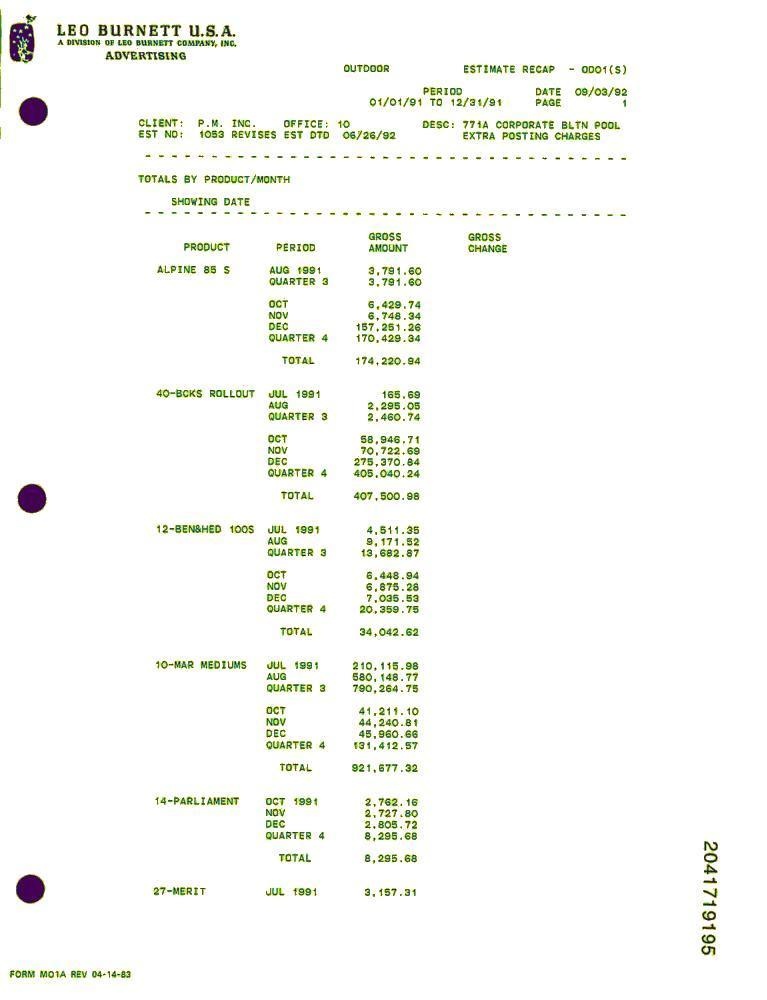 LEO BURNETT U.S.A.
A DIVISION OF LEO BURNETT COMPANY, INC.
ADVERTISING
OUTDOOR ESTIMATE RECAP - OD01(S)
PERIOD DATE 09/03/92
01/01/91 TO 12/31/91 PAGE 1
CLIENT: P.M. INC. OFFICE: 10 DESC: 771A CORPORATE BLTN POOL
EST NO: 1053 REVISES EST DTD 06/26/92 EXTRA POSTING CHARGES
TOTALS BY PRODUCT/MONTH
SHOWING DATE
GROSS GROSS
PRODUCT PERIOD AMOUNT CHANGE
ALPINE 85 S AUG 1991 3,791.60
QUARTER 3 3,791.60
OCT 6,429.74
NOV 6,748.34
DEC 157,251.26
QUARTER 4 170,429.34
TOTAL 174,220.94
40-BCKS ROLLOUT JUL 1991 165.69
AUG 2,295.05
QUARTER 3 2,460.74
OCT 58,946.71
NOV 70,722.69
DEC 275,370.84
QUARTER 4 405,040.24
TOTAL 407,500.98
12-BEN&HED 100S JUL 1991 4,511.35
AUG 9,171.52
QUARTER 3 13,682.87
OCT 6,448.94
NOV 6,875.28
DEC 7,035.53
QUARTER 4 20,359.75
TOTAL 34,042.62
10-MAR MEDIUMS JUL 1991 210,115.98
AUG 580,148.77
QUARTER 3 790,264.75
OCT 41,211.10
NOV 44,240.81
DEC 45,960.66
QUARTER 4 131,412.57
TOTAL 921,677.32
14-PARLIAMENT OCT 1991 2,762.16
NOV 2,727.80
DEC 2,805.72
QUARTER 4 8,295.68
TOTAL 8,295.68
27-MERIT JUL 1991 3,157.31
2041719195
FORM MO1A REV 04-14-83